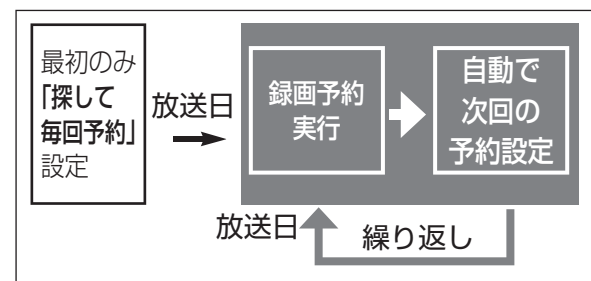 最初のみ
「探して
毎回予約」
設定
放送日
録画予約
実行
自動で
次回の
予約設定
放送日
繰り返し